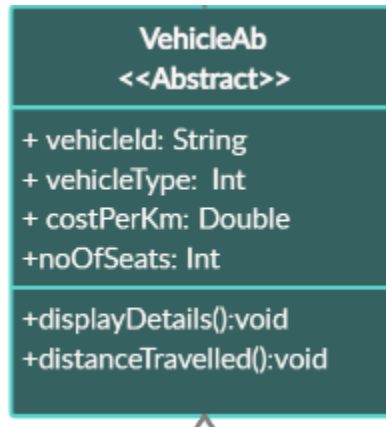 VehicleAb
<<Abstract>>
+ vehicleId: String
+ vehicleType: Int
+ costPerKm: Double
+noOfSeats: Int
+displayDetails():void
+distanceTravelled():void